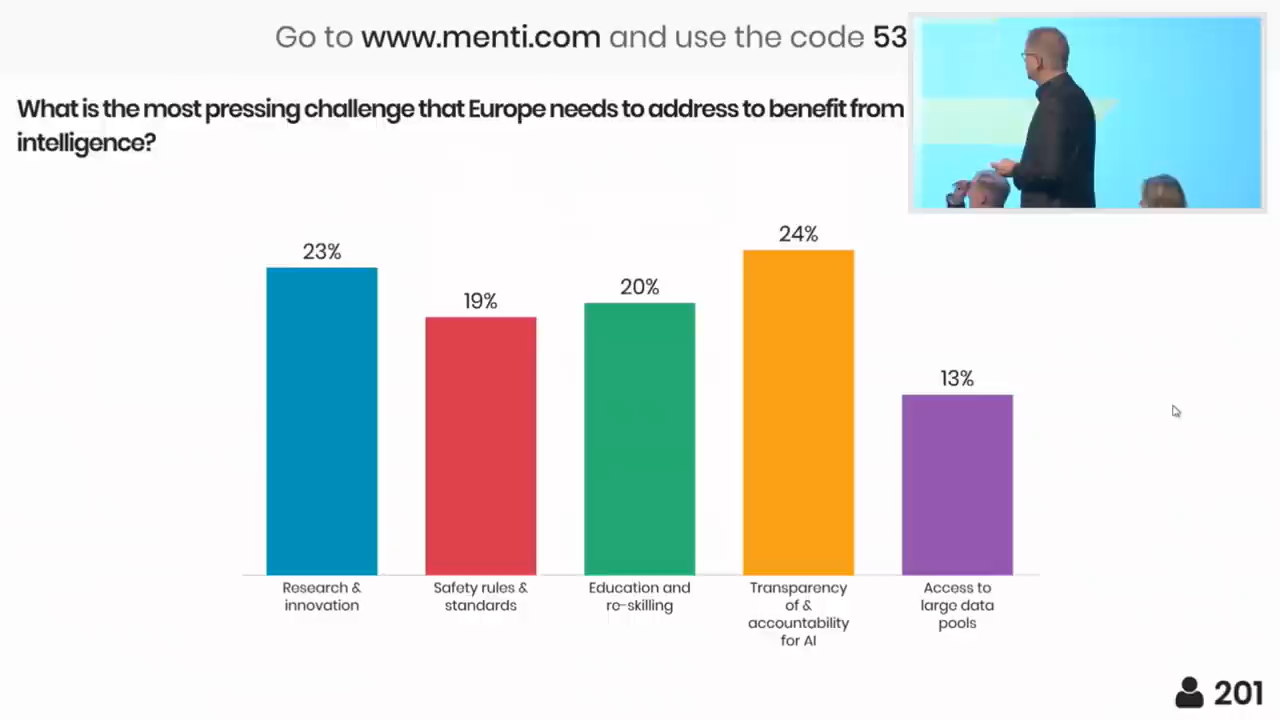 Go to www.menti.com and use the code 53
What is the most pressing challenge that Europe needs to address to benefit from
intelligence?
23%
19%
20%
24%
13%
Research &
innovation
Safety rules &
standards
Education and
re-skilling
Transparency
of &
accountability
for AI
Access to
large data
pools
201